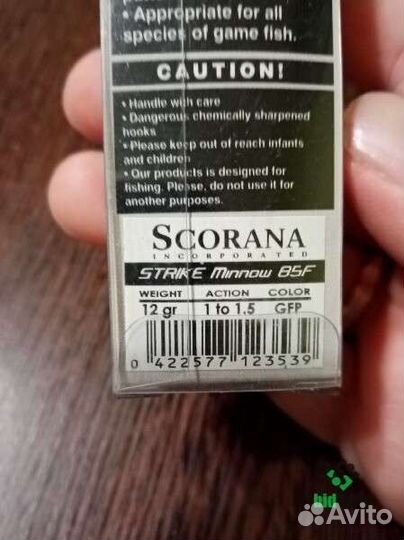 • Appropriate for all
species of game fish.
CAUTION!
• Handle with care
• Dangerous chemically sharpened
hooks
• Please keep out of reach infants
and children
• Our products is designed for
fishing. Please, do not use it for
another purposes.
SCORANA
INCORPORATED
STRIKE Minnow 85F
WEIGHT ACTION COLOR
12 gr 1 to 1.5 GFP
0 422577 123539
bid
Avito